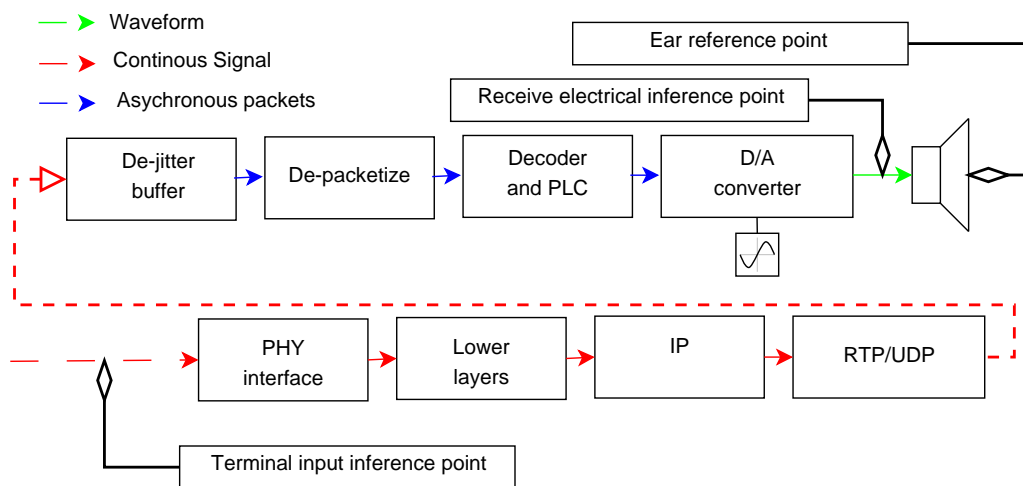 Waveform
Continous Signal
Asychronous packets
Ear reference point
Receive electrical inference point
De-jitter
buffer
De-packetize
Decoder
and PLC
D/A
converter
PHY
interface
Lower
layers
IP
RTP/UDP
Terminal input inference point